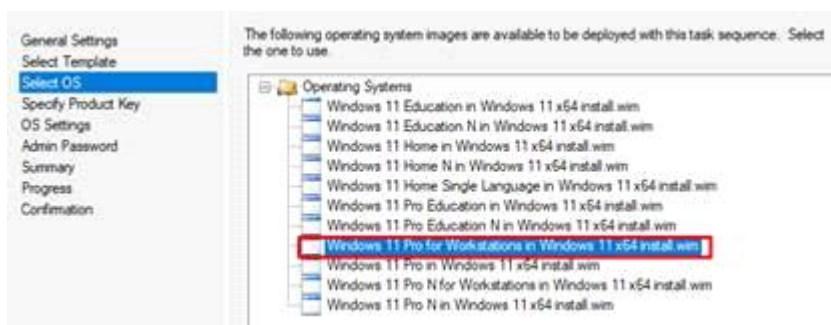 General Settings
Select Template
Select OS
Specify Product Key
OS Settings
Admin Password
Summary
Progress
Confirmation
The following operating system images are available to be deployed with this task sequence. Select
the one to use.
Operating Systems
Windows 11 Education in Windows 11 x64 install.wim
Windows 11 Education N in Windows 11 x64 install.wim
Windows 11 Home in Windows 11 x64 install.wim
Windows 11 Home N in Windows 11 x64 install.wim
Windows 11 Home Single Language in Windows 11 x64 install.wim
Windows 11 Pro Education in Windows 11 x64 install.wim
Windows 11 Pro Education N in Windows 11 x64 install.wim
Windows 11 Pro for Workstations in Windows 11 x64 install.wim
Windows 11 Pro in Windows 11 x64 install.wim
Windows 11 Pro N for Workstations in Windows 11 x64 install.wim
Windows 11 Pro N in Windows 11 x64 install.wim